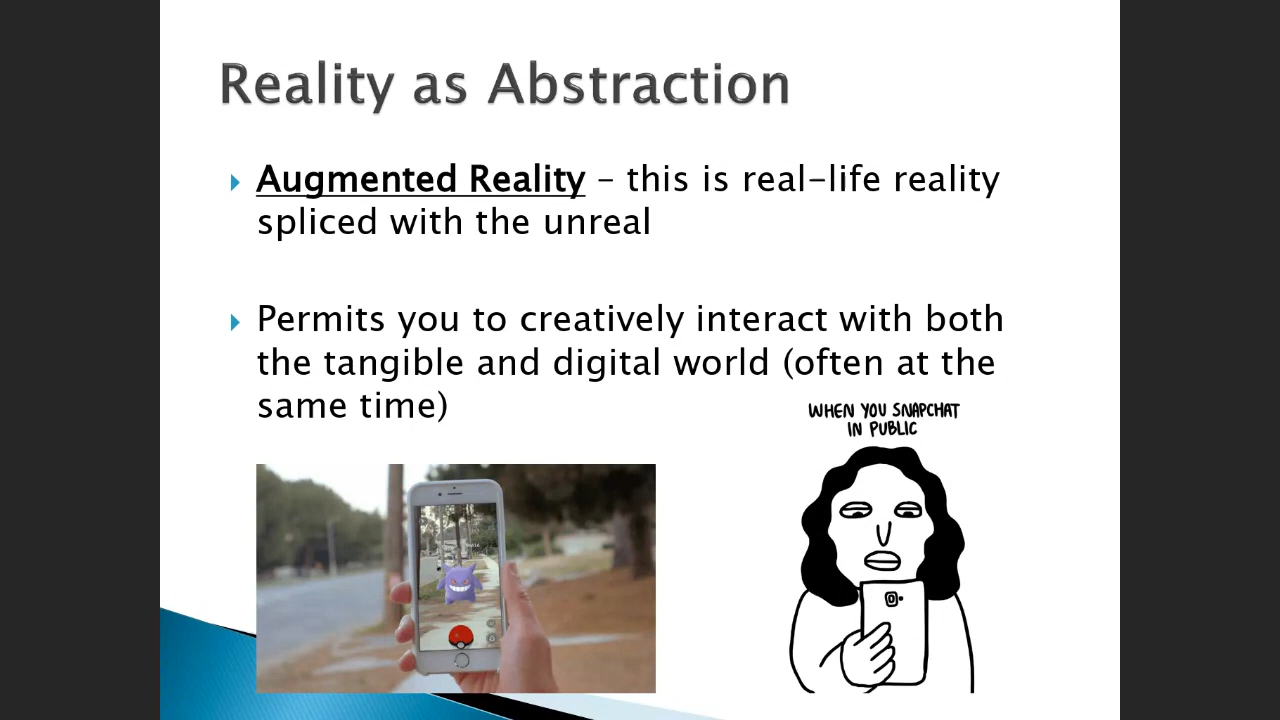 Reality as Abstraction
Augmented Reality – this is real-life reality
spliced with the unreal
Permits you to creatively interact with both
the tangible and digital world (often at the
same time)
WHEN YOU SNAPCHAT
IN PUBLIC